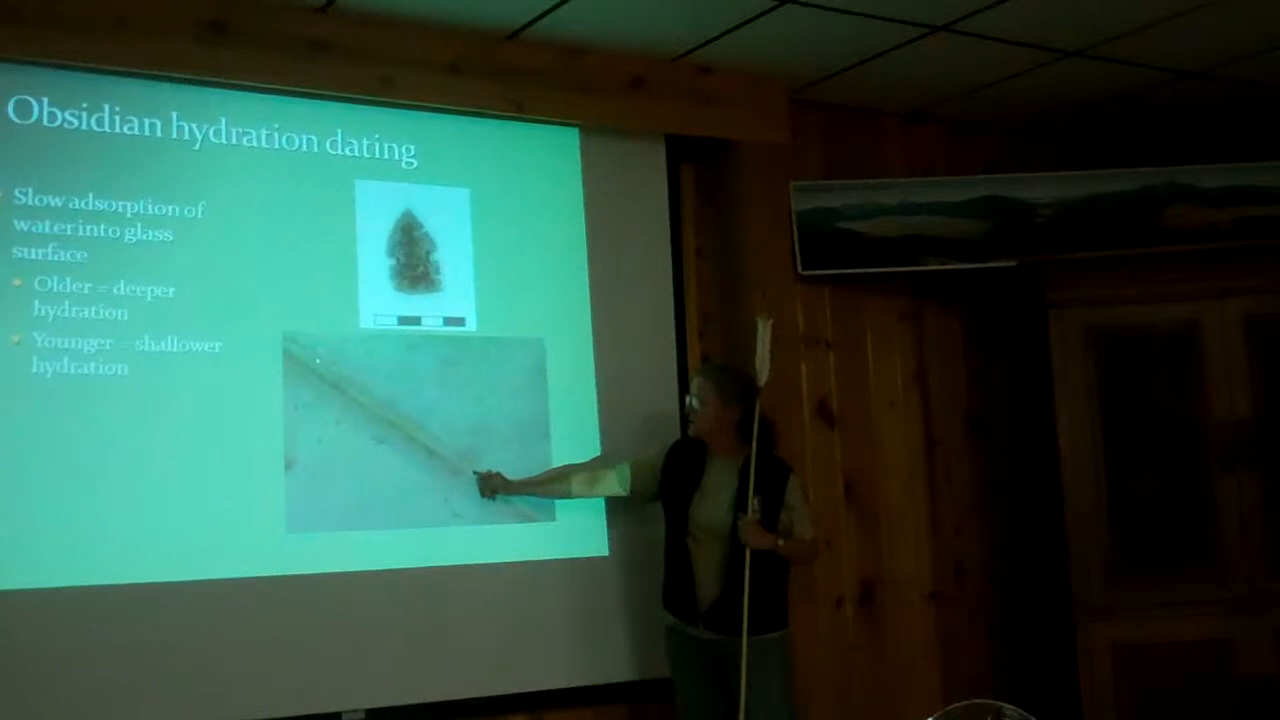 Obsidian hydration dating
Slow adsorption of
water into glass
surface
Older = deeper
hydration
Younger = shallower
hydration